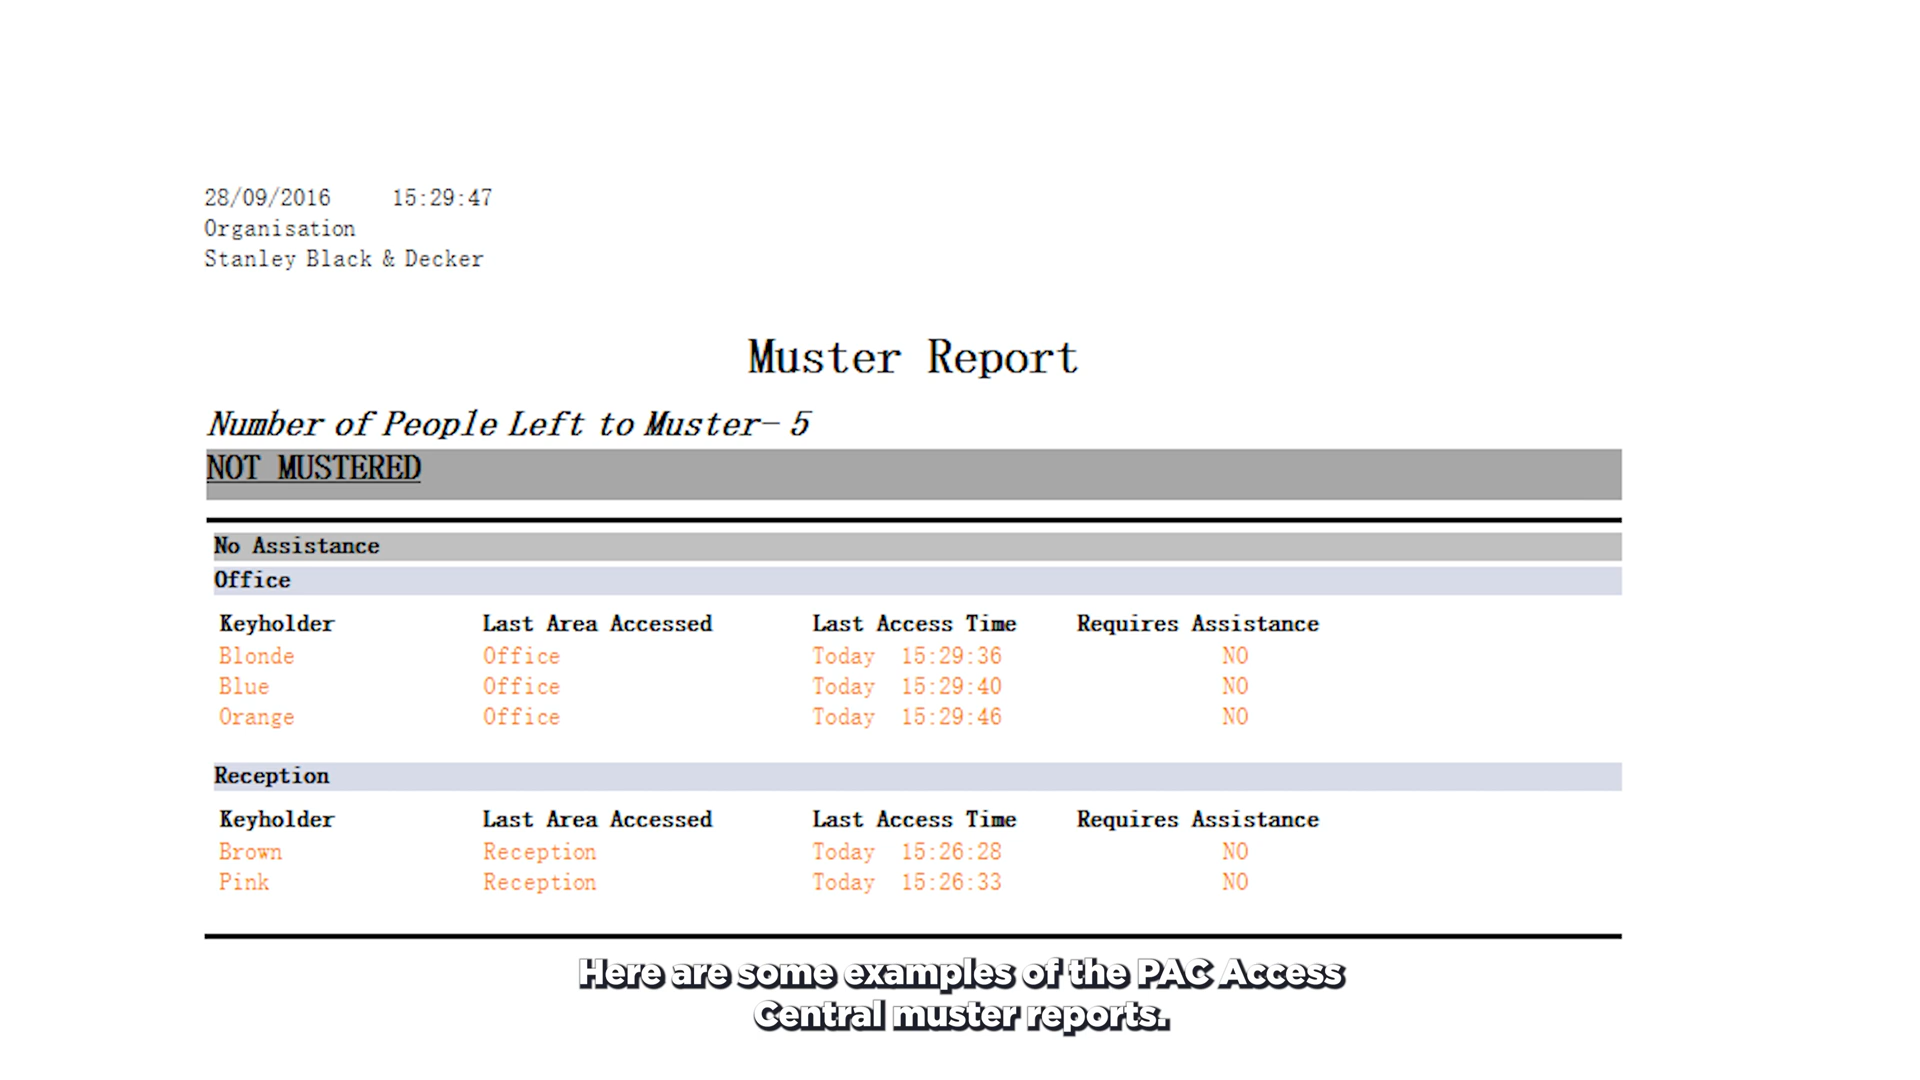 28/09/2016 15:29:47
Organisation
Stanley Black & Decker
Muster Report
Number of People Left to Muster- 5
NOT MUSTERED
No Assistance
Office
Keyholder Last Area Accessed Last Access Time Requires Assistance
Blonde Office Today 15:29:36 NO
Blue Office Today 15:29:40 NO
Orange Office Today 15:29:46 NO
Reception
Keyholder Last Area Accessed Last Access Time Requires Assistance
Brown Reception Today 15:26:28 NO
Pink Reception Today 15:26:33 NO
Here are some examples of the PAC Access
Central muster reports.